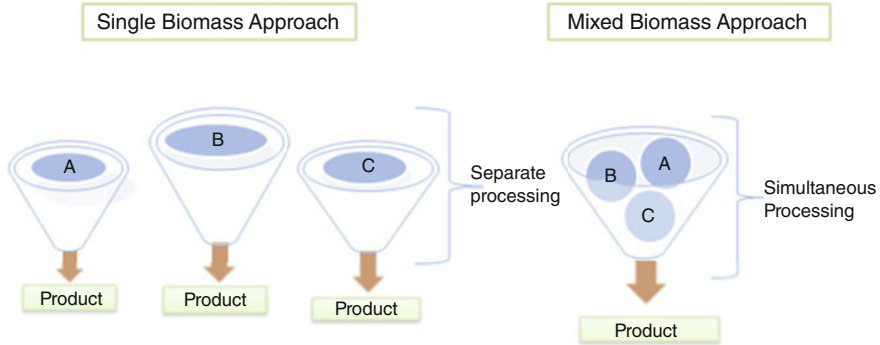 Single Biomass Approach
Mixed Biomass Approach
A
B
C
Separate
processing
Product
Product
Product
B
A
C
Simultaneous
Processing
Product